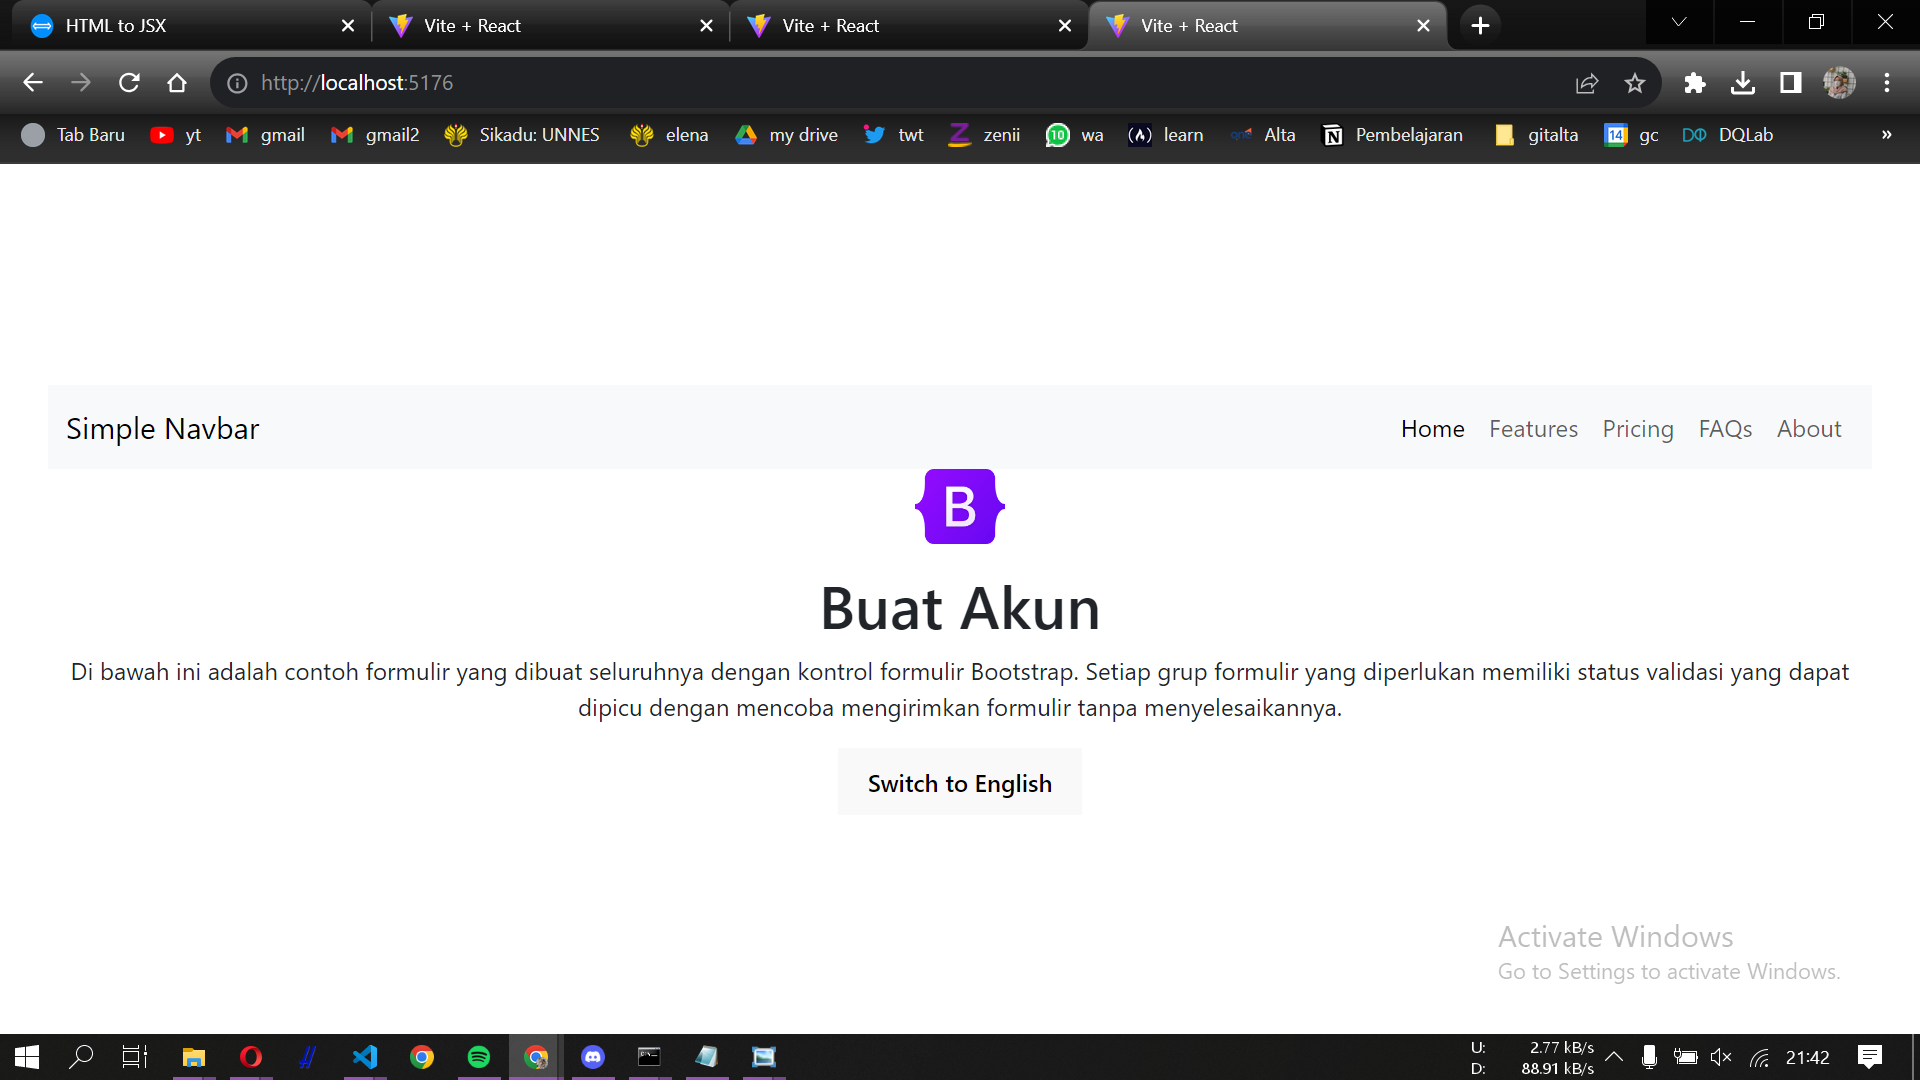 HTML to JSX
Vite + React
Vite + React
Vite + React
http://localhost:5176
Tab Baru
yt
gmail
gmail2
Sikadu: UNNES
elena
my drive
twt
zenii
10
wa
learn
Alta
Pembelajaran
gitalta
14
gc
DQLab
»
Simple Navbar
Home
Features
Pricing
FAQs
About
B
Buat Akun
Di bawah ini adalah contoh formulir yang dibuat seluruhnya dengan kontrol formulir Bootstrap. Setiap grup formulir yang diperlukan memiliki status validasi yang dapat
dipicu dengan mencoba mengirimkan formulir tanpa menyelesaikannya.
Switch to English
Activate Windows
Go to Settings to activate Windows.
U: 2.77 kB/s
D: 88.91 kB/s
21:42